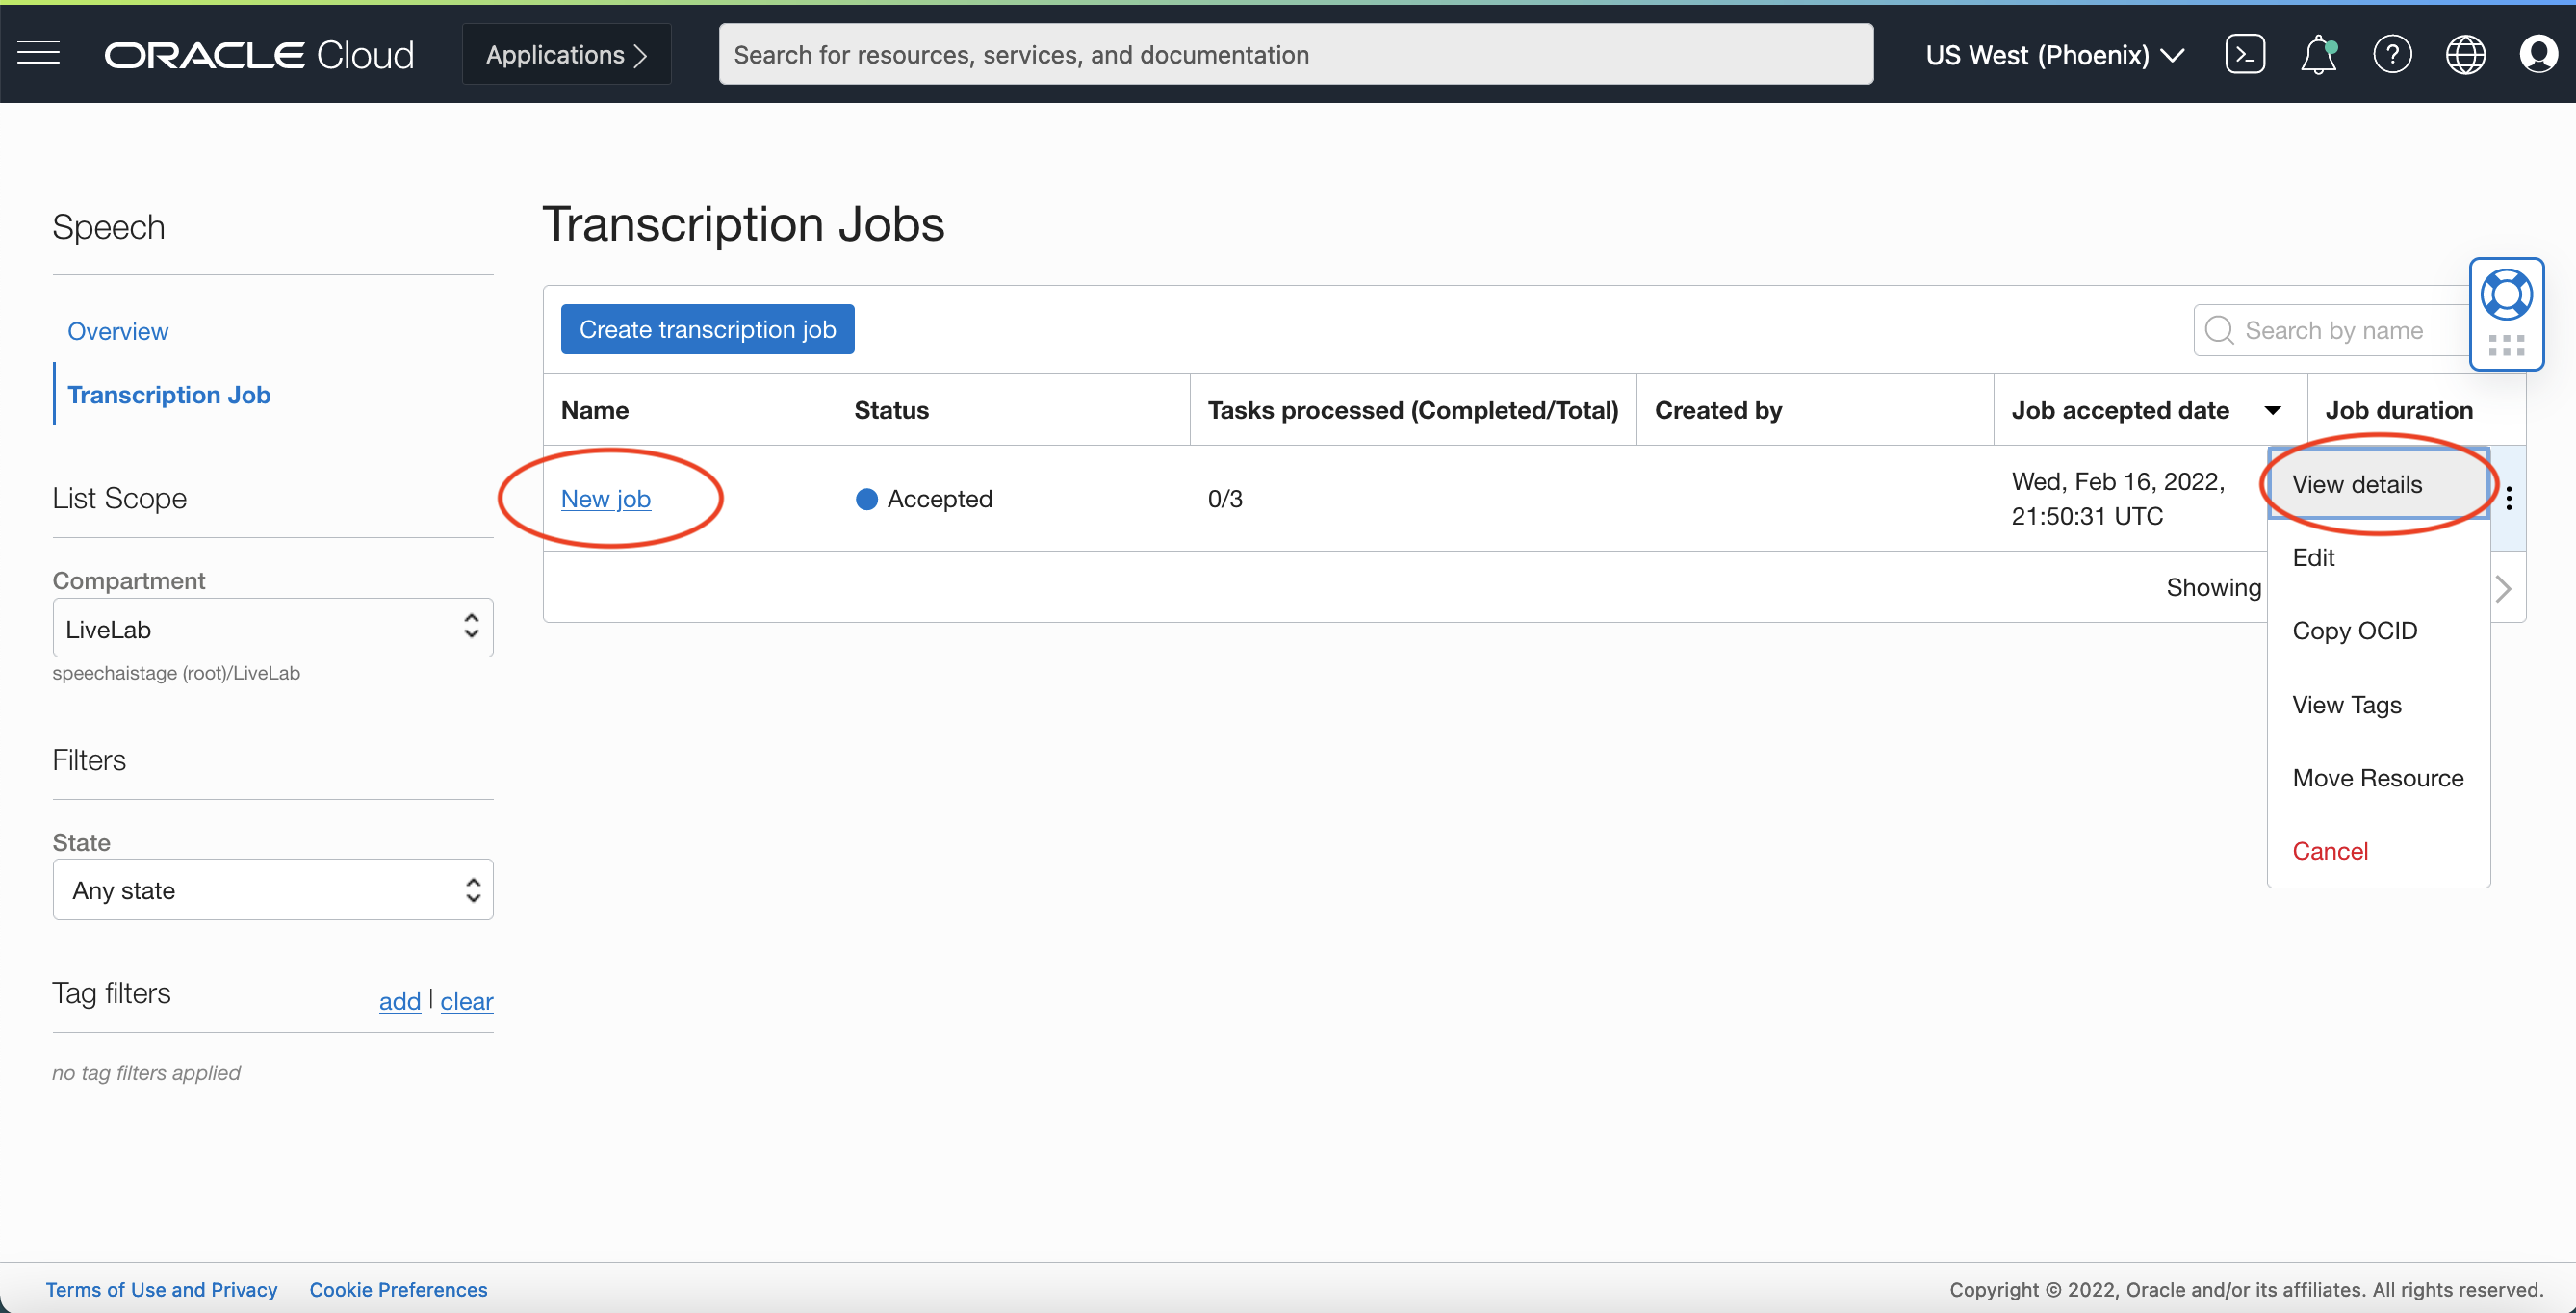 ORACLE Cloud
Applications
Search for resources, services, and documentation
US West (Phoenix)
Speech
Overview
Transcription Job
List Scope
Compartment
LiveLab
speechaistage (root)/LiveLab
Filters
State
Any state
Tag filters
add | clear
no tag filters applied
Transcription Jobs
Create transcription job
Search by name
Name Status Tasks processed (Completed/Total) Created by Job accepted date Job duration
New job Accepted 0/3 Wed, Feb 16, 2022,
21:50:31 UTC
Showing
View details
Edit
Copy OCID
View Tags
Move Resource
Cancel
Terms of Use and Privacy Cookie Preferences
Copyright © 2022, Oracle and/or its affiliates. All rights reserved.